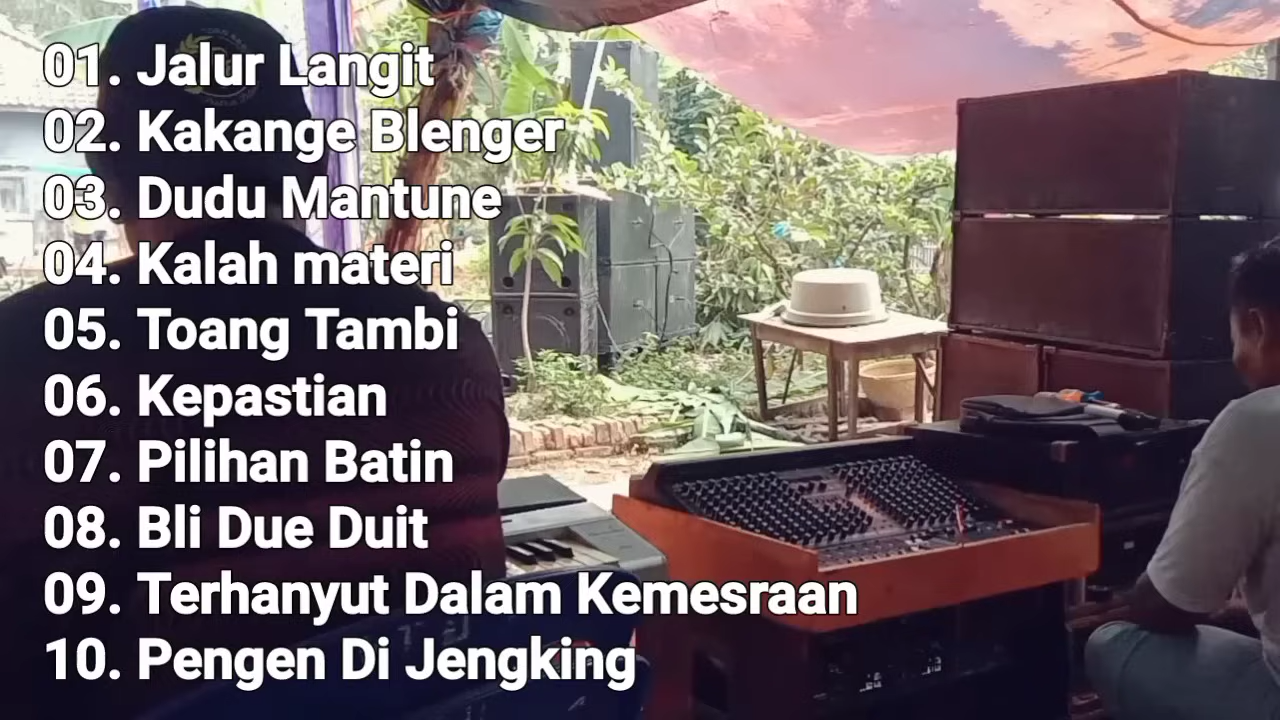 01. Jalur Langit
02. Kakange Blenger
03. Dudu Mantune
04. Kalah materi
05. Toang Tambi
06. Kepastian
07. Pilihan Batin
08. Bli Due Duit
09. Terhanyut Dalam Kemesraan
10. Pengen Di Jengking